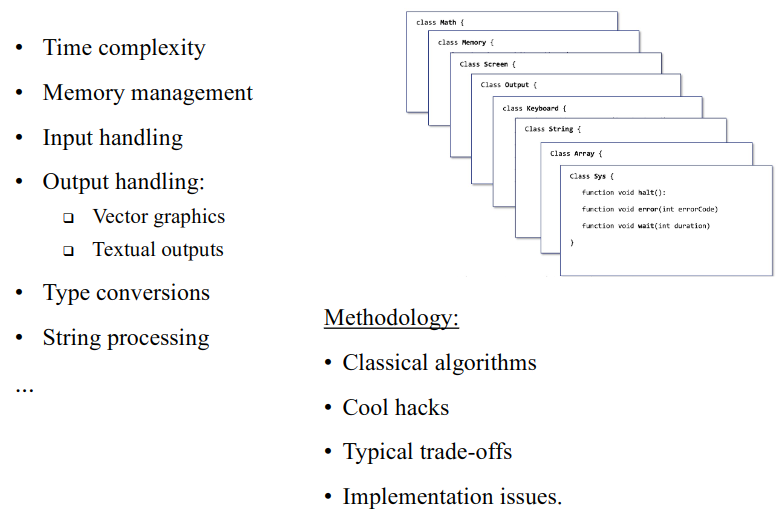 • Time complexity
• Memory management
• Input handling
• Output handling:
❑ Vector graphics
❑ Textual outputs
• Type conversions
• String processing
...
class Math {
class Memory {
Class Screen {
Class Output {
class Keyboard {
Class String {
Class Array {
Class Sys {
function void halt():
function void error(int errorCode)
function void wait(int duration)
}
Methodology:
• Classical algorithms
• Cool hacks
• Typical trade-offs
• Implementation issues.